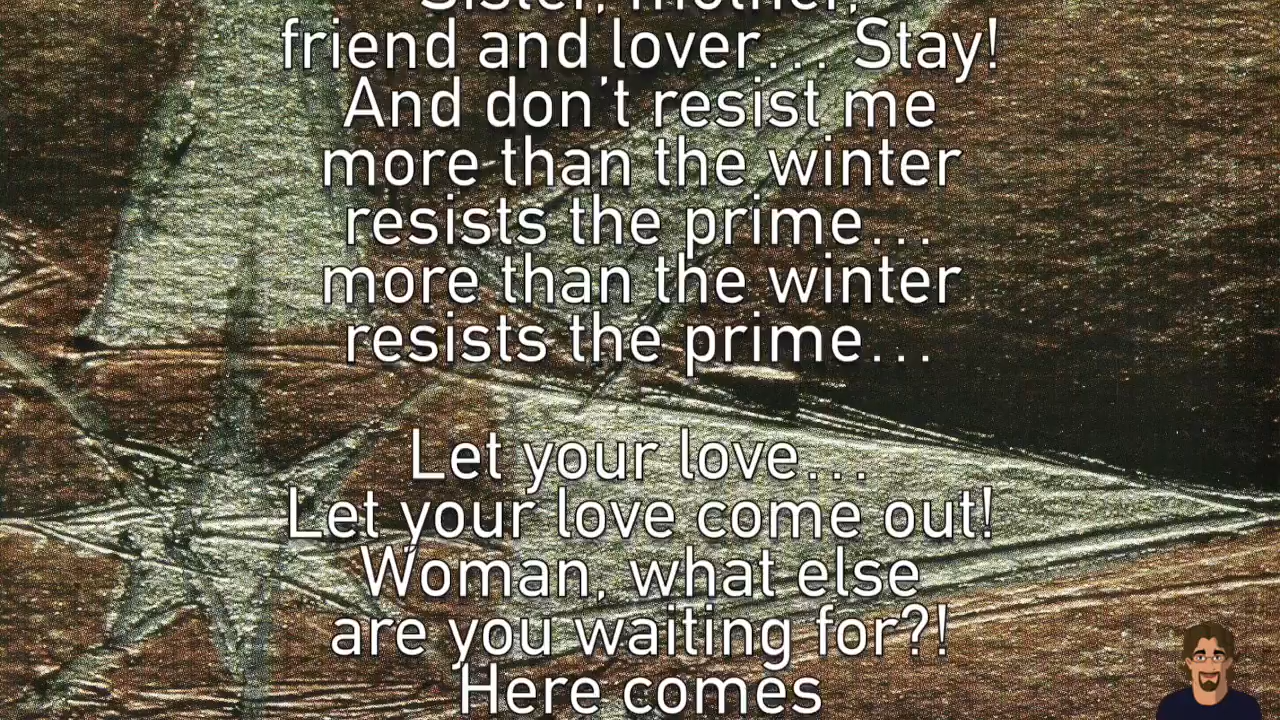 Sister, mother,
friend and lover... Stay!
And don't resist me
more than the winter
resists the prime...
more than the winter
resists the prime...
Let your love...
Let your love come out!
Woman, what else
are you waiting for?!
Here comes